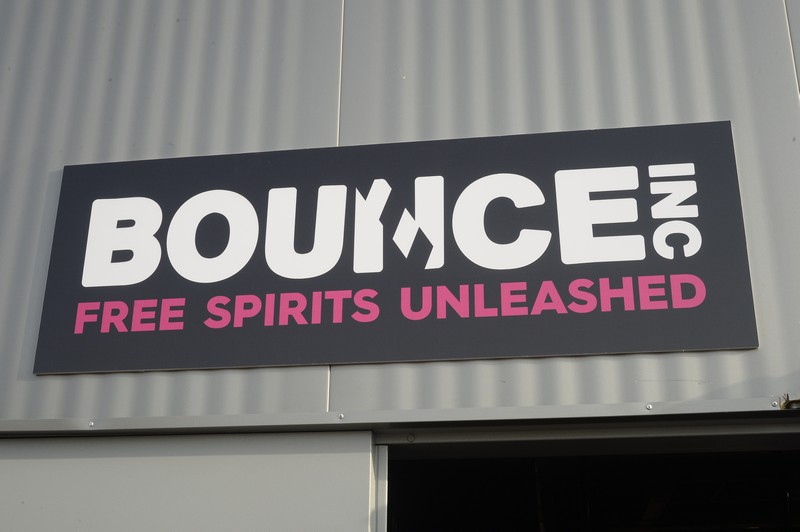 BOUNCE INC
FREE SPIRITS UNLEASHED